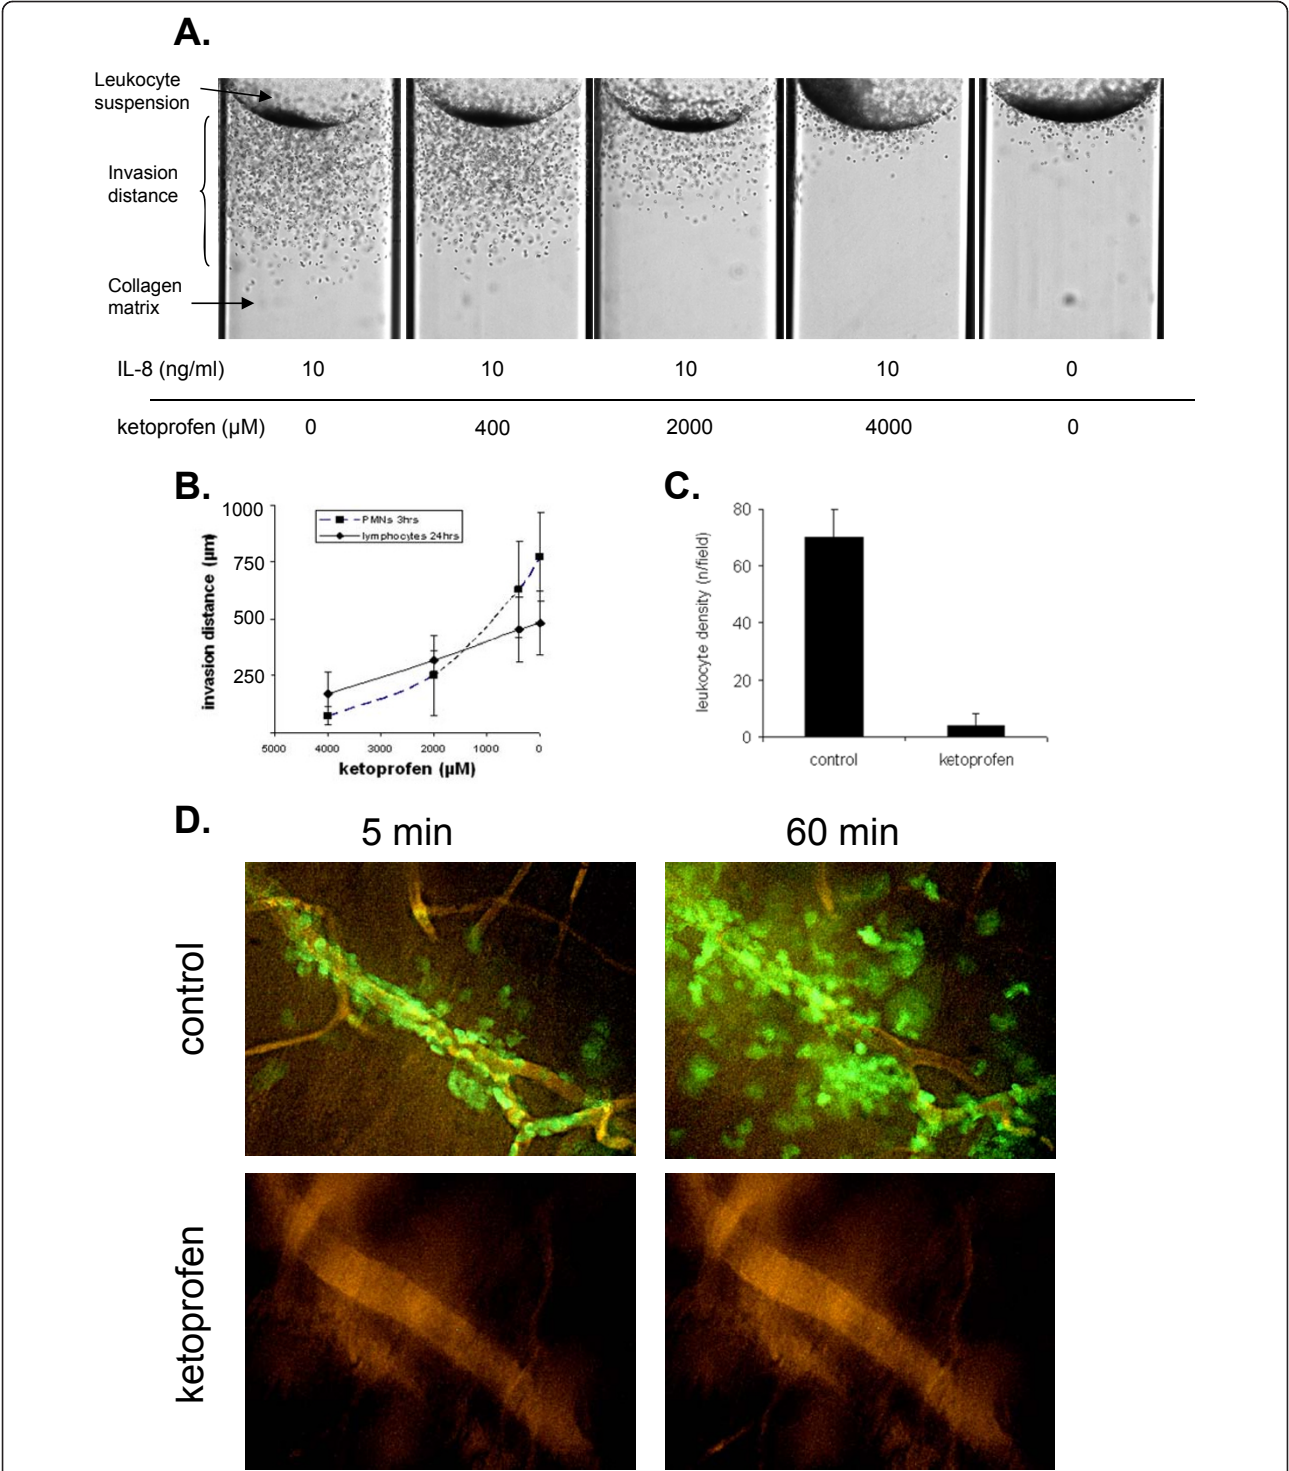 A.
Leukocyte
suspension
Invasion
distance
Collagen
matrix
IL-8 (ng/ml) 10 10 10 10 0
ketoprofen (µM) 0 400 2000 4000 0
B.
1000
750
500
250
invasion distance (µm)
PMNs 3hrs
lymphocytes 24hrs
5000 4000 3000 2000 1000 0
ketoprofen (µM)
C.
80
60
40
20
0
leukocyte density (n/field)
control ketoprofen
D.
5 min 60 min
control
ketoprofen